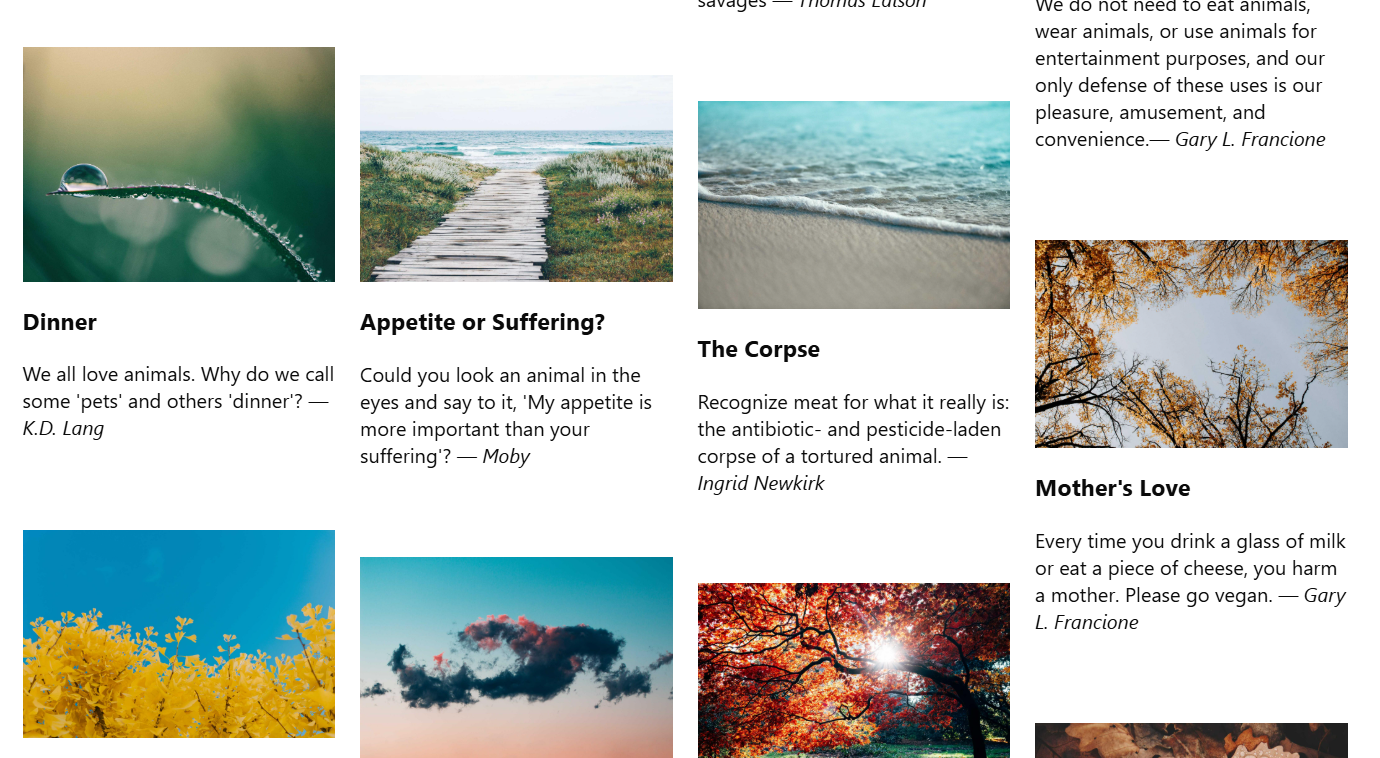 Dinner
We all love animals. Why do we call
some 'pets' and others 'dinner'? —
K.D. Lang
Appetite or Suffering?
Could you look an animal in the
eyes and say to it, 'My appetite is
more important than your
suffering'? — Moby
savages — Thomas Edison
The Corpse
Recognize meat for what it really is:
the antibiotic- and pesticide-laden
corpse of a tortured animal. —
Ingrid Newkirk
We do not need to eat animals,
wear animals, or use animals for
entertainment purposes, and our
only defense of these uses is our
pleasure, amusement, and
convenience.— Gary L. Francione
Mother's Love
Every time you drink a glass of milk
or eat a piece of cheese, you harm
a mother. Please go vegan. — Gary
L. Francione